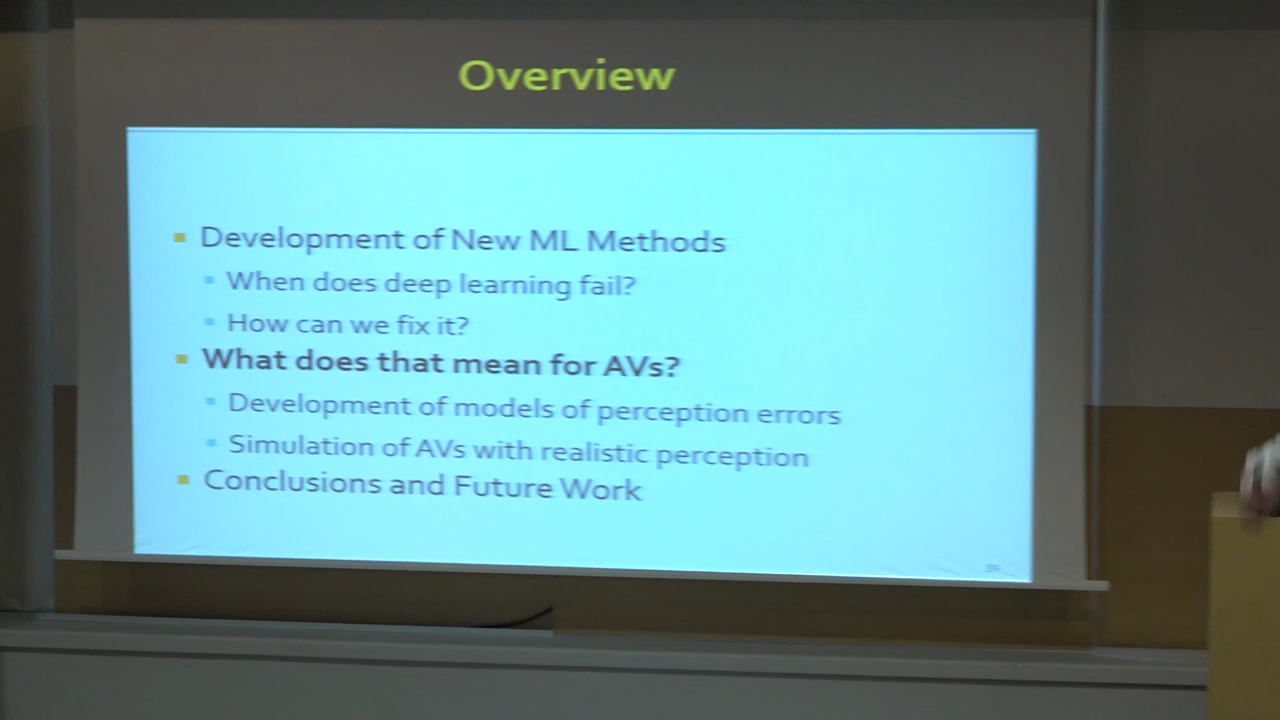 Overview
Development of New ML Methods
When does deep learning fail?
How can we fix it?
What does that mean for AVs?
Development of models of perception errors
Simulation of AVs with realistic perception
Conclusions and Future Work